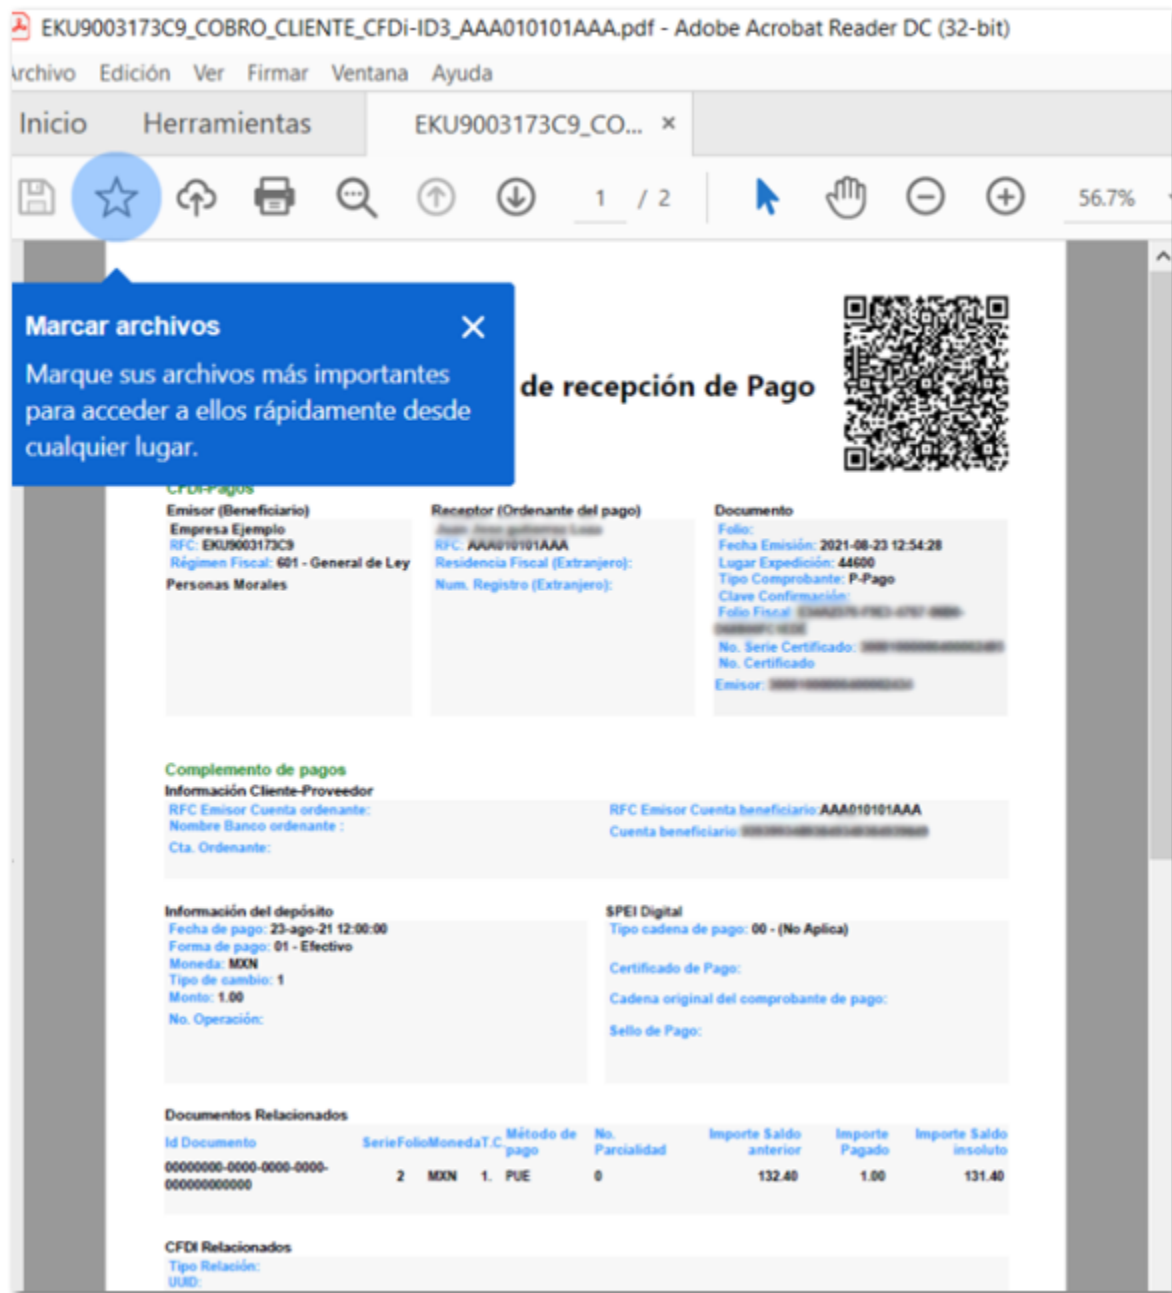 EKU9003173C9_COBRO_CLIENTE_CFDi-ID3_AAA010101AAA.pdf - Adobe Acrobat Reader DC (32-bit)
Archivo Edición Ver Firmar Ventana Ayuda
Inicio Herramientas EKU9003173C9_CO... ×
1 / 2 56.7%
Marcar archivos
Marque sus archivos más importantes
para acceder a ellos rápidamente desde
cualquier lugar.
de recepción de Pago
CFDI-Pagos
Emisor (Beneficiario)
Empresa Ejemplo
RFC: EKU9003173C9
Régimen Fiscal: 601 - General de Ley
Personas Morales
Receptor (Ordenante del pago)
RFC: AAA010101AAA
Residencia Fiscal (Extranjero):
Num. Registro (Extranjero):
Documento
Folio:
Fecha Emisión: 2021-08-23 12:54:28
Lugar Expedición: 44600
Tipo Comprobante: P-Pago
Clave Confirmación:
Folio Fiscal:
No. Serie Certificado:
No. Certificado
Emisor:
Complemento de pagos
Información Cliente-Proveedor
RFC Emisor Cuenta ordenante:
Nombre Banco ordenante :
Cta. Ordenante:
RFC Emisor Cuenta beneficiario:AAA010101AAA
Cuenta beneficiario:
Información del depósito
Fecha de pago: 23-ago-21 12:00:00
Forma de pago: 01 - Efectivo
Moneda: MXN
Tipo de cambio: 1
Monto: 1.00
No. Operación:
SPEI Digital
Tipo cadena de pago: 00 - (No Aplica)
Certificado de Pago:
Cadena original del comprobante de pago:
Sello de Pago:
Documentos Relacionados
Id Documento Serie Folio Moneda T.C. Método de pago No. Parcialidad Importe Saldo anterior Importe Pagado Importe Saldo insoluto
00000000-0000-0000-0000-
000000000000 2 MXN 1. PUE 0 132.40 1.00 131.40
CFDI Relacionados
Tipo Relación:
UUID: